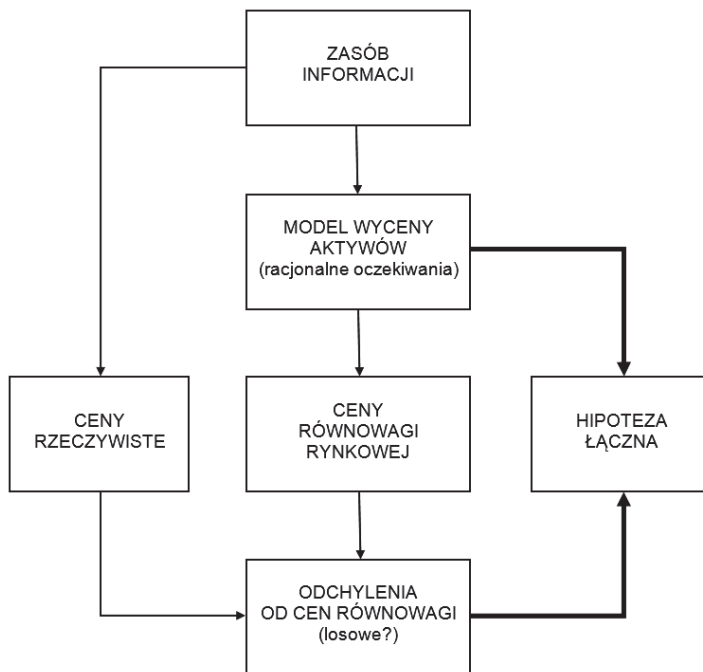 ZASÓB
INFORMACJI
MODEL WYCENY
AKTYWÓW
(racjonalne oczekiwania)
CENY
RZECZYWISTE
CENY
RÓWNOWAGI
RYNKOWEJ
HIPOTEZA
ŁĄCZNA
ODCHYLENIA
OD CEN RÓWNOWAGI
(losowe?)